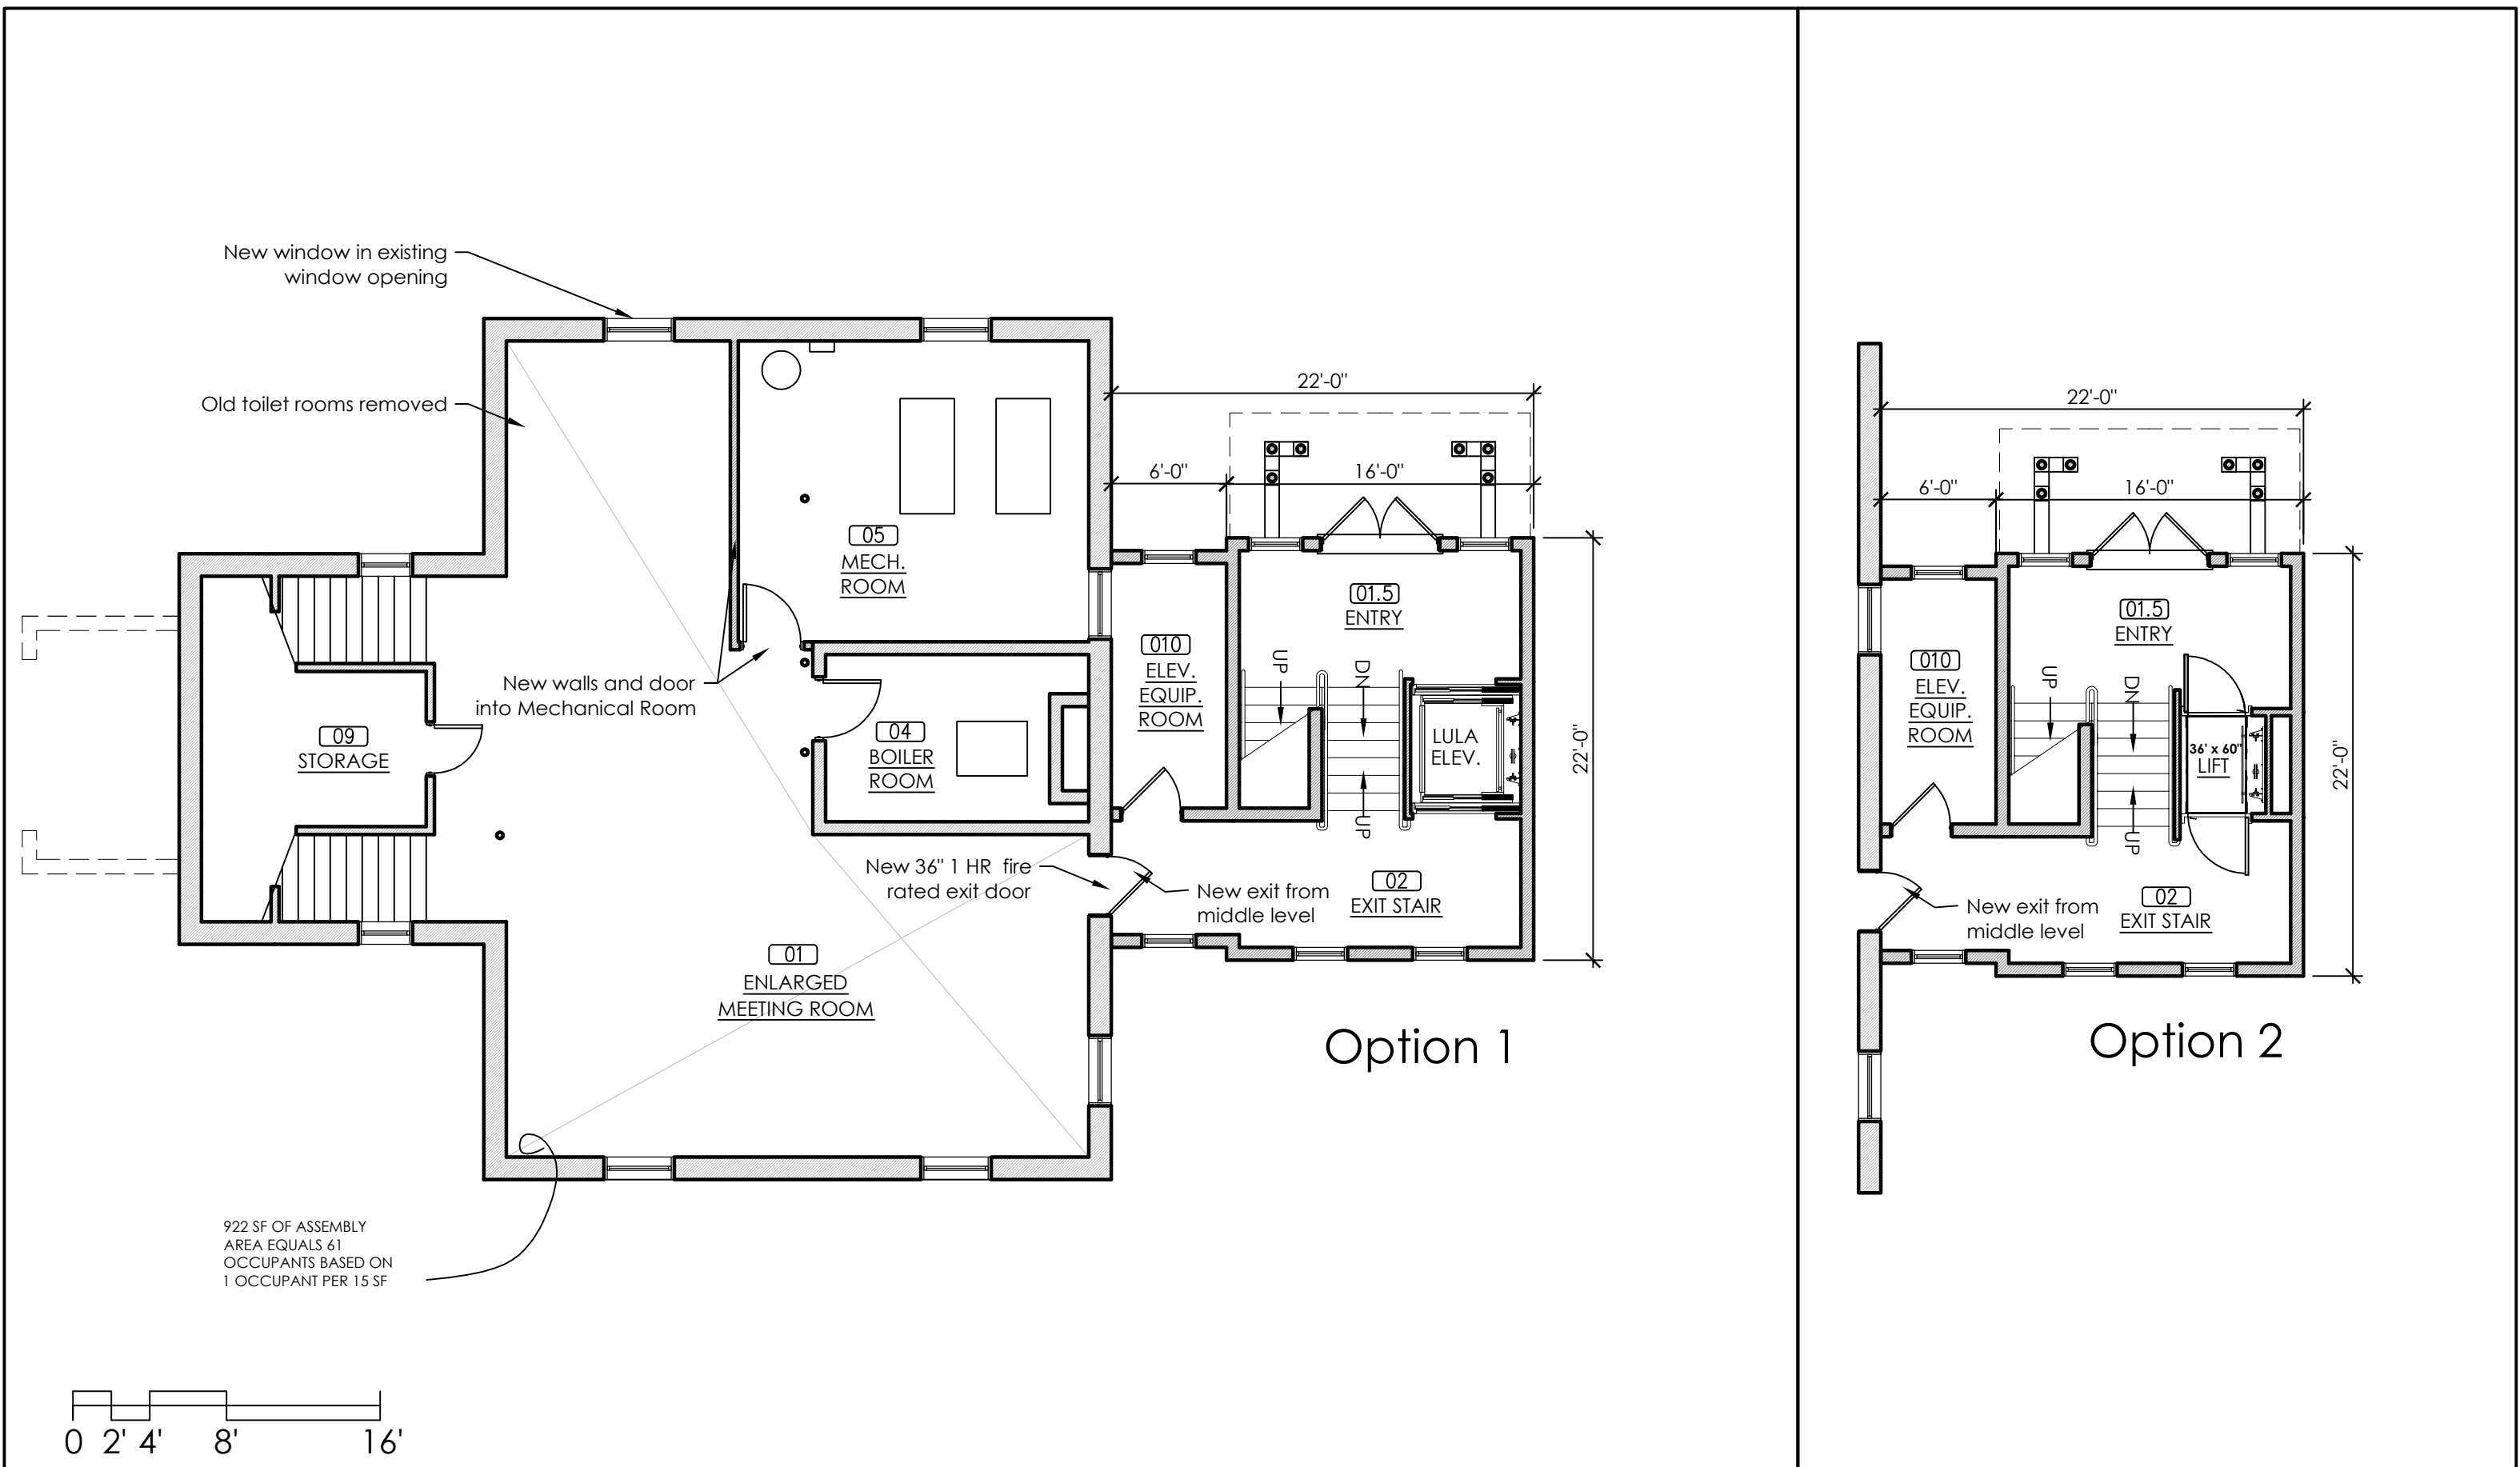 New window in existing
window opening
Old toilet rooms removed
05
MECH.
ROOM
New walls and door
into Mechanical Room
09
STORAGE
04
BOILER
ROOM
01
ENLARGED
MEETING ROOM
922 SF OF ASSEMBLY
AREA EQUALS 61
OCCUPANTS BASED ON
1 OCCUPANT PER 15 SF
0 2' 4' 8' 16'
22'-0"
6'-0" 16'-0"
01.5
ENTRY
010
ELEV.
EQUIP.
ROOM
UP
DN
UP
LULA
ELEV.
22'-0"
New 36" 1 HR fire
rated exit door
New exit from
middle level
02
EXIT STAIR
Option 1
22'-0"
6'-0" 16'-0"
01.5
ENTRY
010
ELEV.
EQUIP.
ROOM
UP
DN
UP
36' x 60"
LIFT
22'-0"
New exit from
middle level
02
EXIT STAIR
Option 2